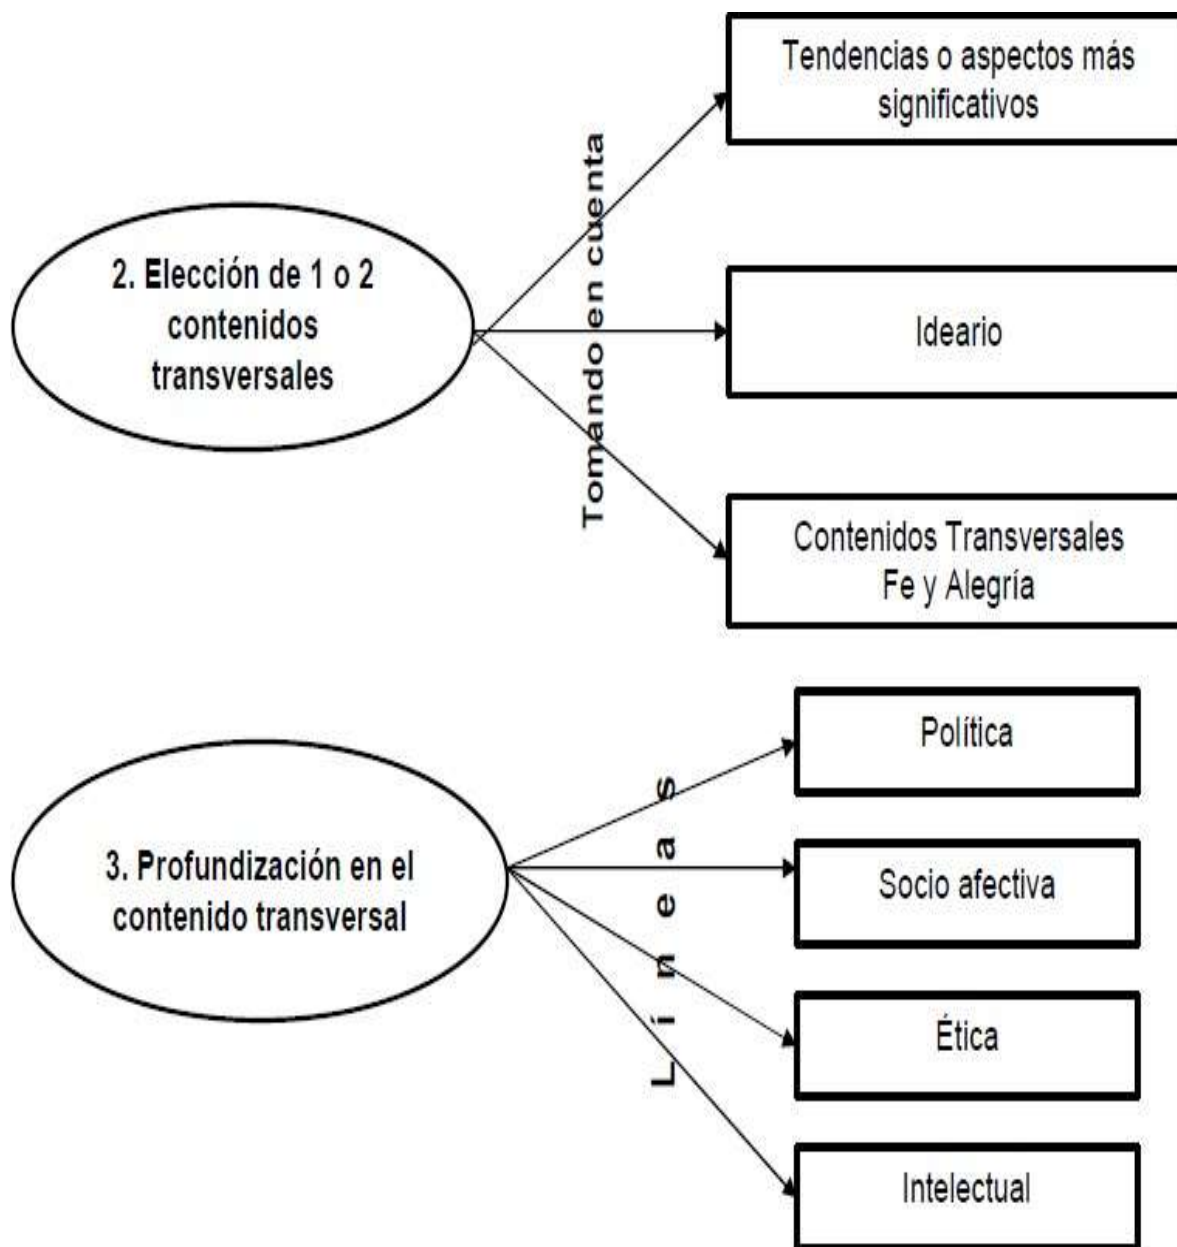 Tendencias o aspectos más
significativos
2. Elección de 1 o 2
contenidos
transversales
Tomando en cuenta
Ideario
Contenidos Transversales
Fe y Alegría
Política
3. Profundización en el
contenido transversal
Líneas
Socio afectiva
Ética
Intelectual